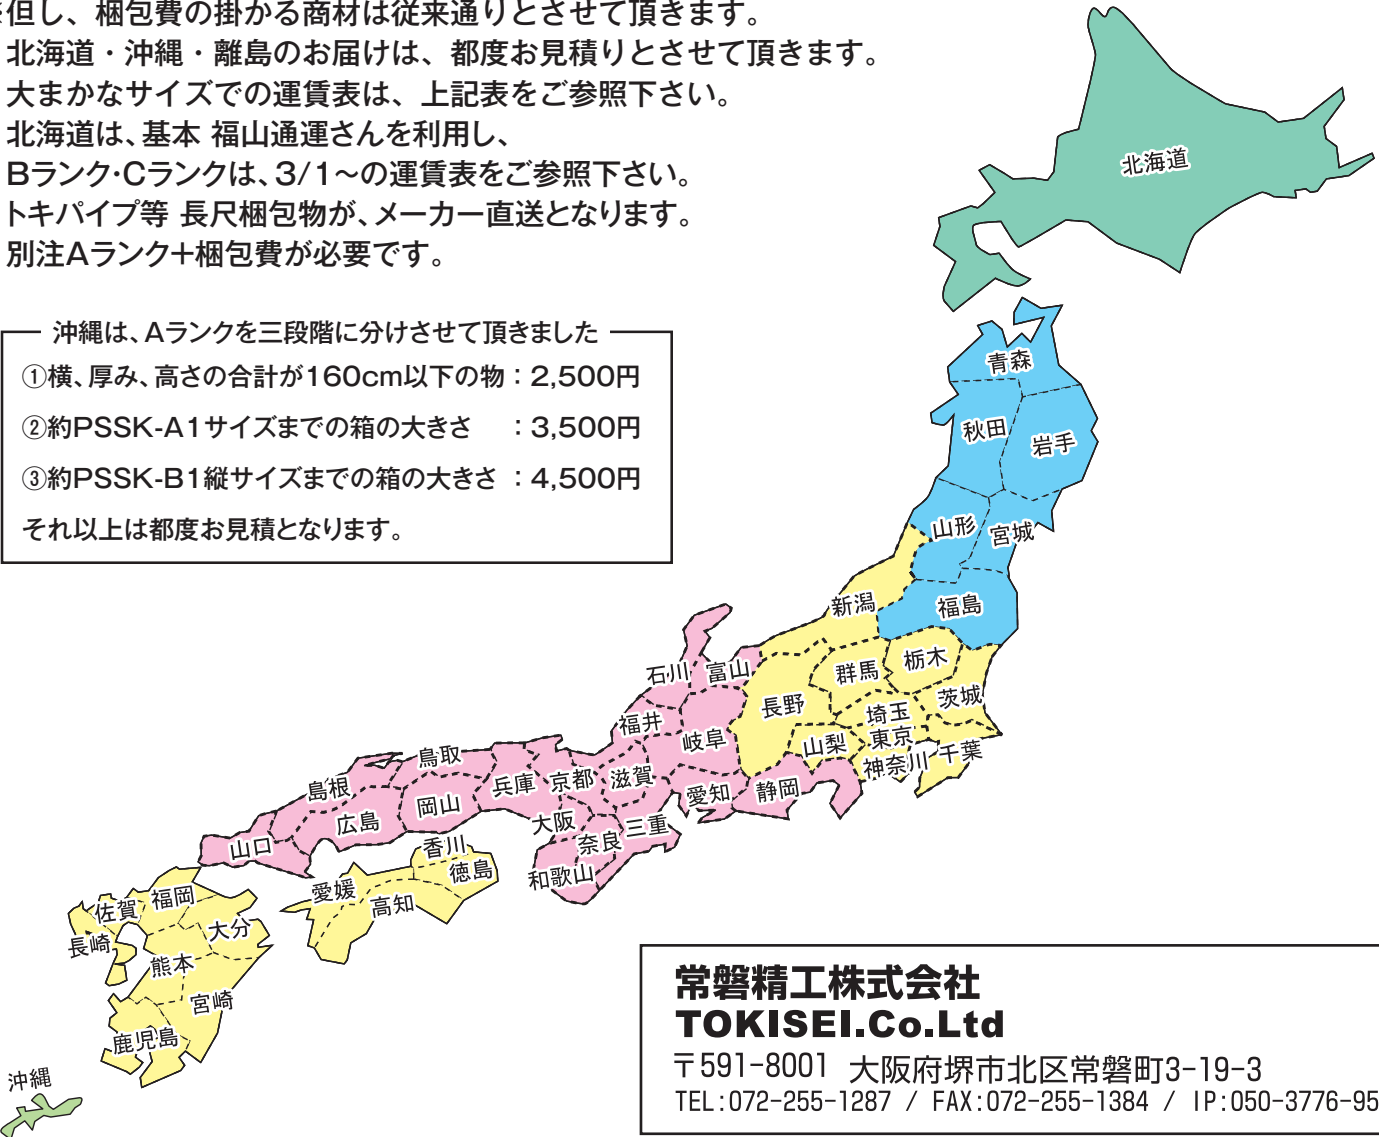 ※但し、梱包費の掛かる商材は従来通りとさせて頂きます。
北海道・沖縄・離島のお届けは、都度お見積りとさせて頂きます。
大まかなサイズでの運賃表は、上記表をご参照下さい。
北海道は、基本 福山通運さんを利用し、
Bランク・Cランクは、3/1～の運賃表をご参照下さい。
トキパイプ等 長尺梱包物が、メーカー直送となります。
別注Aランク＋梱包費が必要です。
沖縄は、Aランクを三段階に分けさせて頂きました
①横、厚み、高さの合計が160cm以下の物：2,500円
②約PSSK-A1サイズまでの箱の大きさ ：3,500円
③約PSSK-B1縦サイズまでの箱の大きさ ：4,500円
それ以上は都度お見積となります。
北海道
青森
秋田
岩手
山形
宮城
福島
新潟
石川
富山
群馬
栃木
長野
茨城
福井
岐阜
埼玉
山梨
東京
神奈川
千葉
鳥取
島根
兵庫
京都
滋賀
愛知
静岡
岡山
広島
大阪
三重
山口
奈良
香川
和歌山
徳島
愛媛
高知
佐賀
福岡
大分
長崎
熊本
宮崎
鹿児島
沖縄
常磐精工株式会社
TOKISEI.Co.Ltd
〒591-8001 大阪府堺市北区常磐町3-19-3
TEL:072-255-1287 / FAX:072-255-1384 / IP:050-3776-95